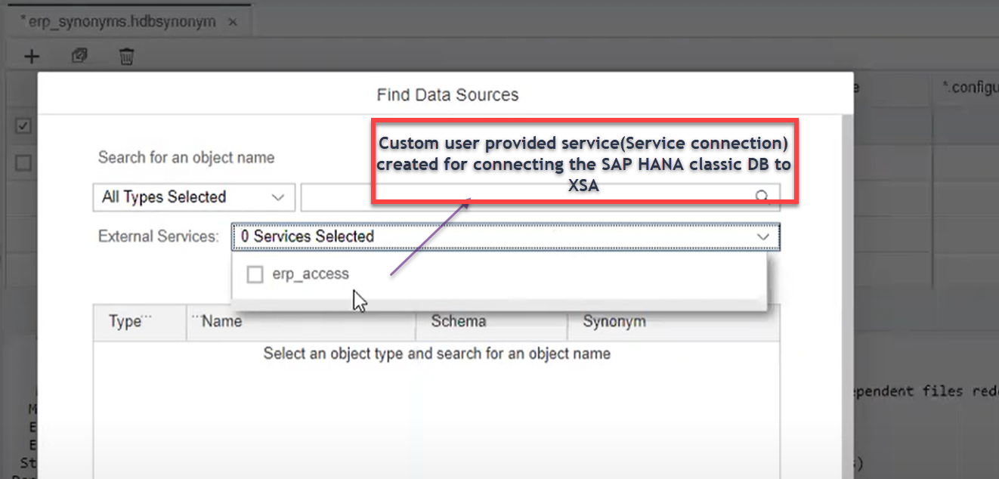 *erp_synonyms.hdbsynonym ×
*.configu
Find Data Sources
Custom user provided service(Service connection)
created for connecting the SAP HANA classic DB to
XSA
Search for an object name
All Types Selected
External Services: 0 Services Selected
erp_access
Type Name Schema Synonym
Select an object type and search for an object name
ependent files red